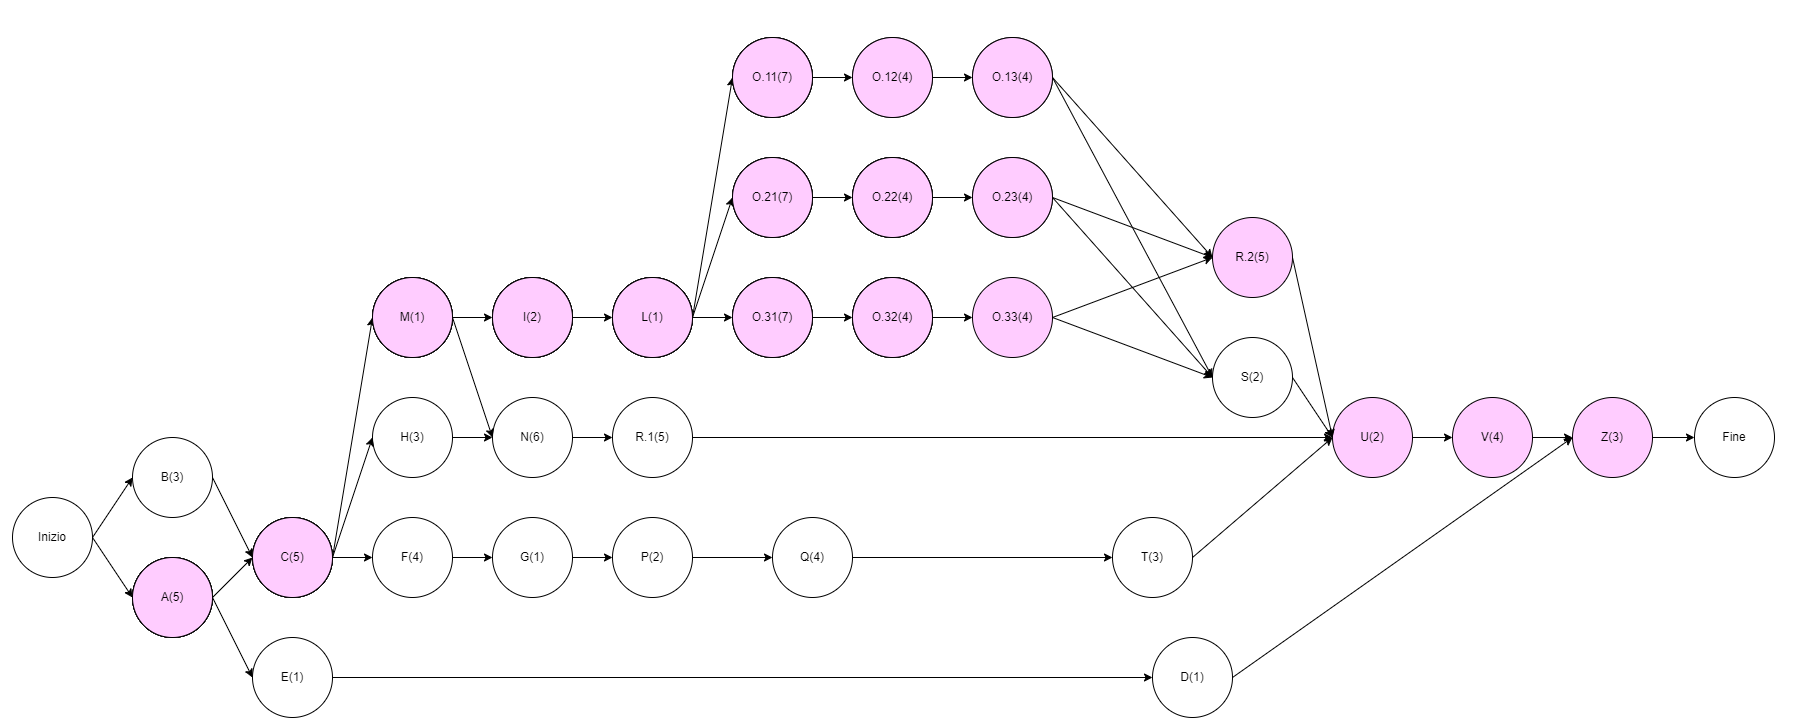 O.11(7)
O.12(4)
O.13(4)
O.21(7)
O.22(4)
O.23(4)
R.2(5)
M(1)
I(2)
L(1)
O.31(7)
O.32(4)
O.33(4)
S(2)
H(3)
N(6)
R.1(5)
U(2)
V(4)
Z(3)
Fine
B(3)
Inizio
C(5)
F(4)
G(1)
P(2)
Q(4)
T(3)
A(5)
E(1)
D(1)